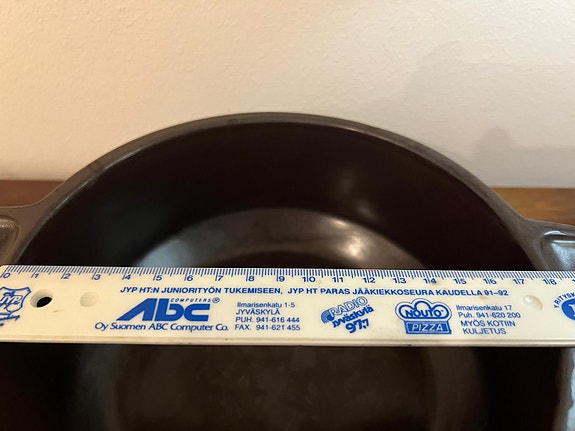 0 1 2 3 4 5 6 7 8 9 10 11 12 13 14 15 16 17 18
JYP HT:N JUNIORITYÖN TUKEMISEEN, JYP HT PARAS JÄÄKIEKKOSEURA KAUDELLA 91–92
JYP
COMPUTERS®
ABC
Oy Suomen ABC Computer Co.
Ilmarisenkatu 1-5
JYVÄSKYLÄ
PUH. 941-616 444
FAX. 941-621 455
RADIO
Jyväskylä
97.7
NOUTO
PIZZA
Ilmarisenkatu 17
Puh. 941-620 200
MYÖS KOTIIN
KULJETUS